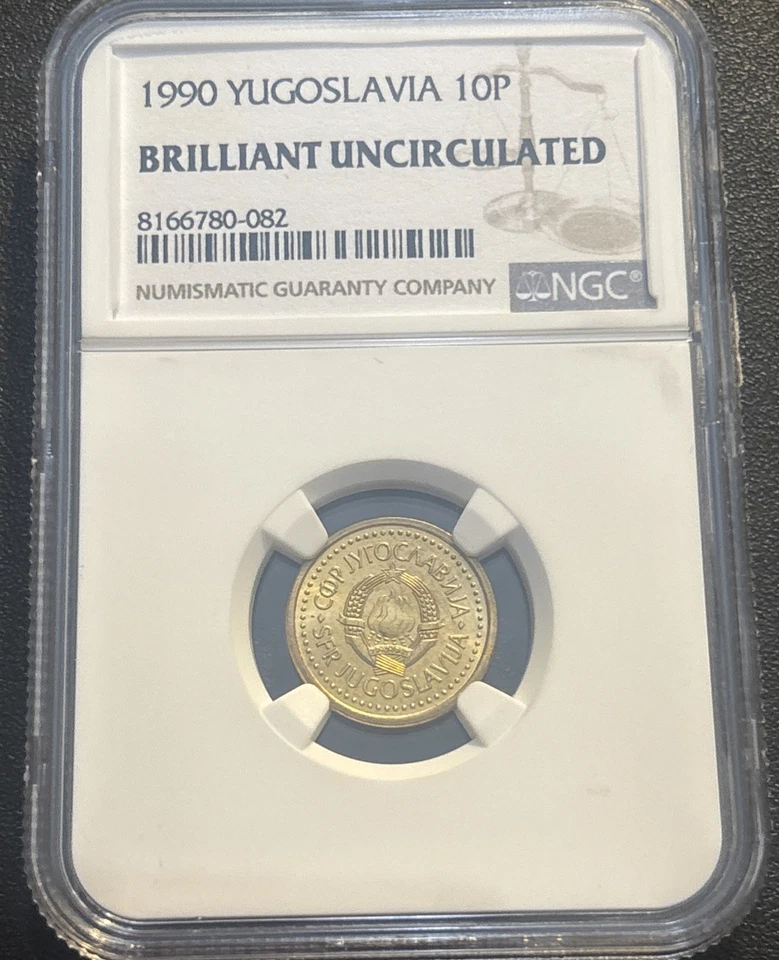 1990 YUGOSLAVIA 10P
BRILLIANT UNCIRCULATED
8166780-082
NUMISMATIC GUARANTY COMPANY
NGC®
СФР ЈУГОСЛАВИЈА
SFR JUGOSLAVIJA